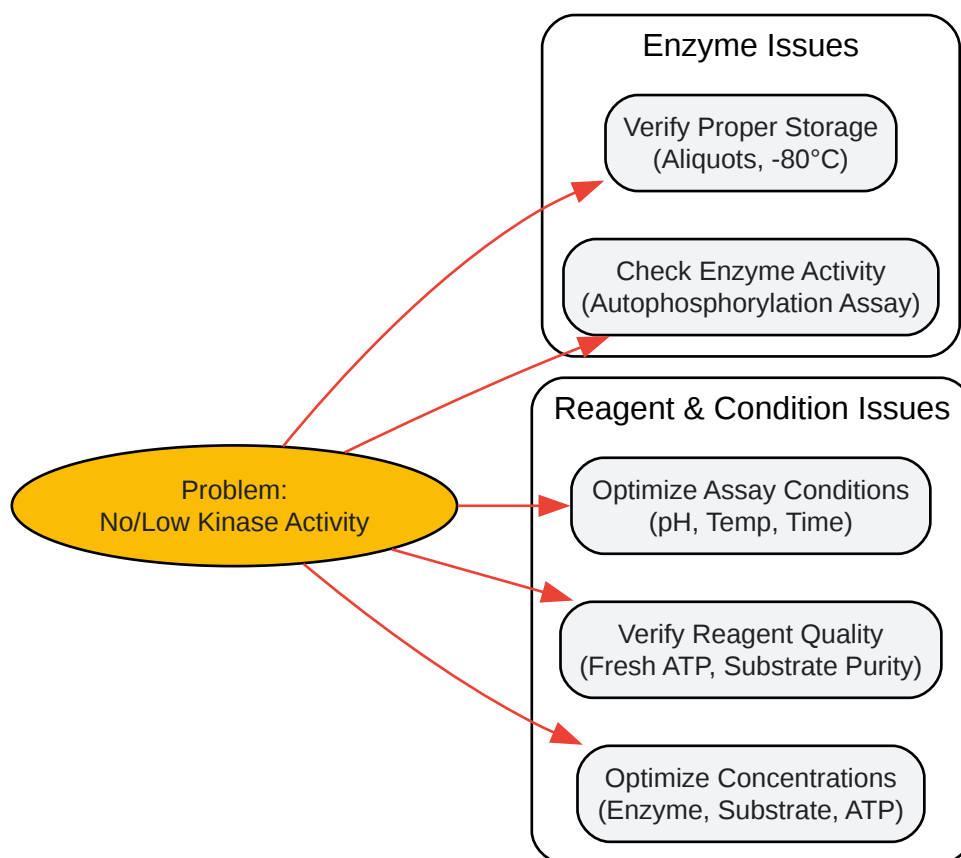 Enzyme Issues
Verify Proper Storage
(Aliquots, -80°C)
Check Enzyme Activity
(Autophosphorylation Assay)
Reagent & Condition Issues
Problem:
No/Low Kinase Activity
Optimize Assay Conditions
(pH, Temp, Time)
Verify Reagent Quality
(Fresh ATP, Substrate Purity)
Optimize Concentrations
(Enzyme, Substrate, ATP)